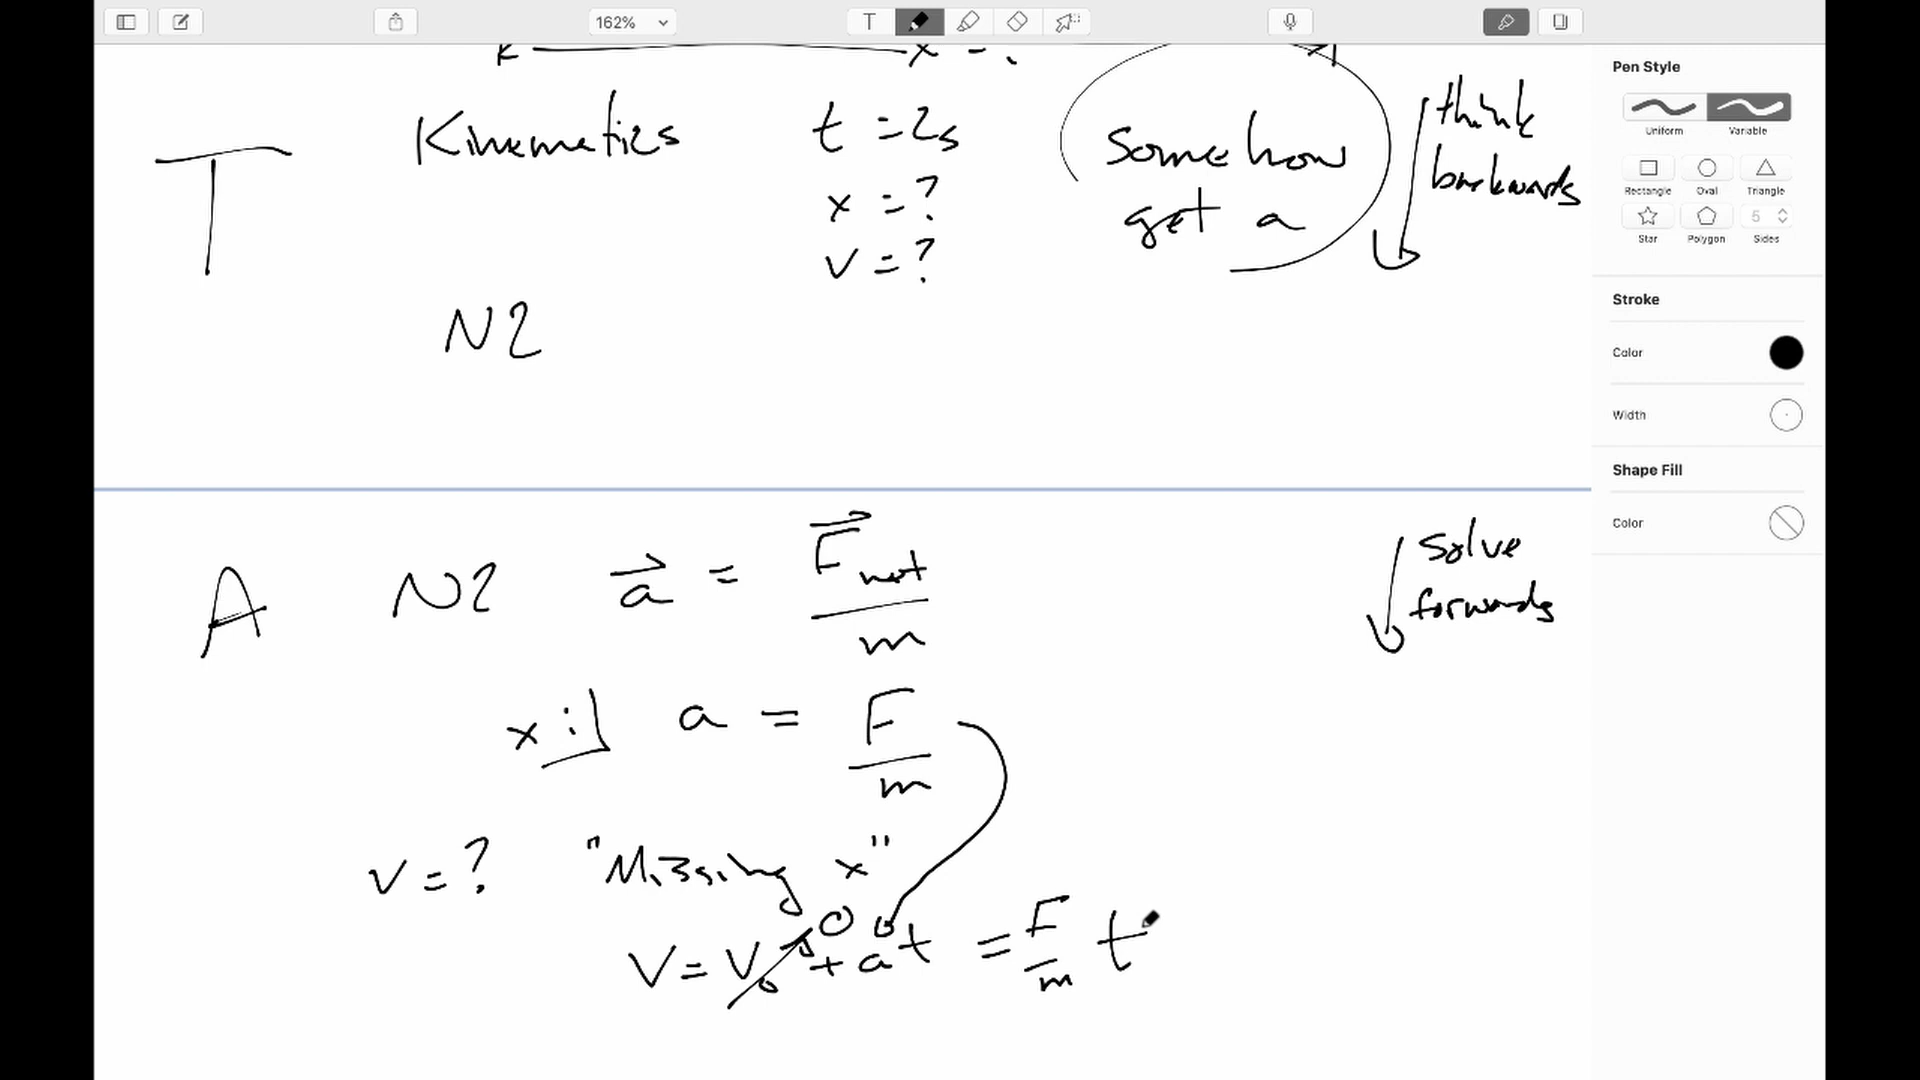 162% T
x = ?
Kinematics t = 2s Somehow think
x = ? get a backwards
v = ?
T
N2
A N2 a = Fnet / m solve
forwards
x:] a = F / m
v = ? "Missing x"
v = v0 + at = F / m t
0
Pen Style
Uniform Variable
Rectangle Oval Triangle
5
Star Polygon Sides
Stroke
Color
Width
Shape Fill
Color